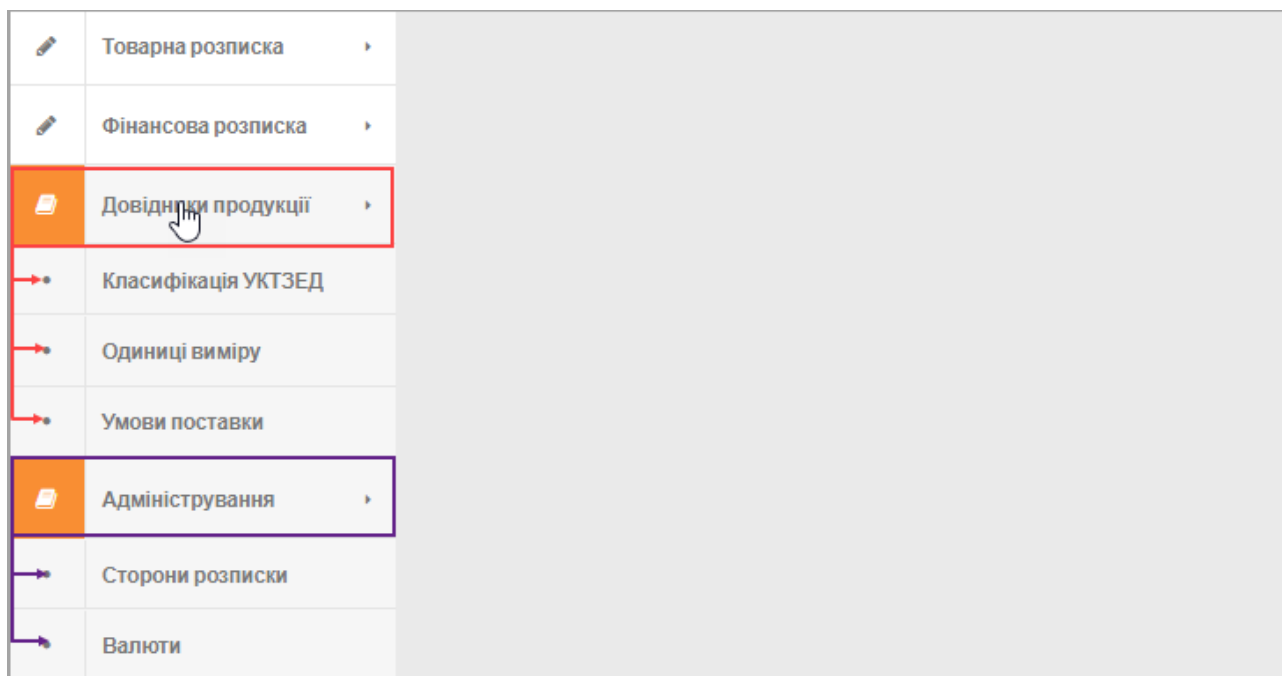 Товарна розписка
Фінансова розписка
Довідники продукції
Класифікація УКТЗЕД
Одиниці виміру
Умови поставки
Адміністрування
Сторони розписки
Валюти